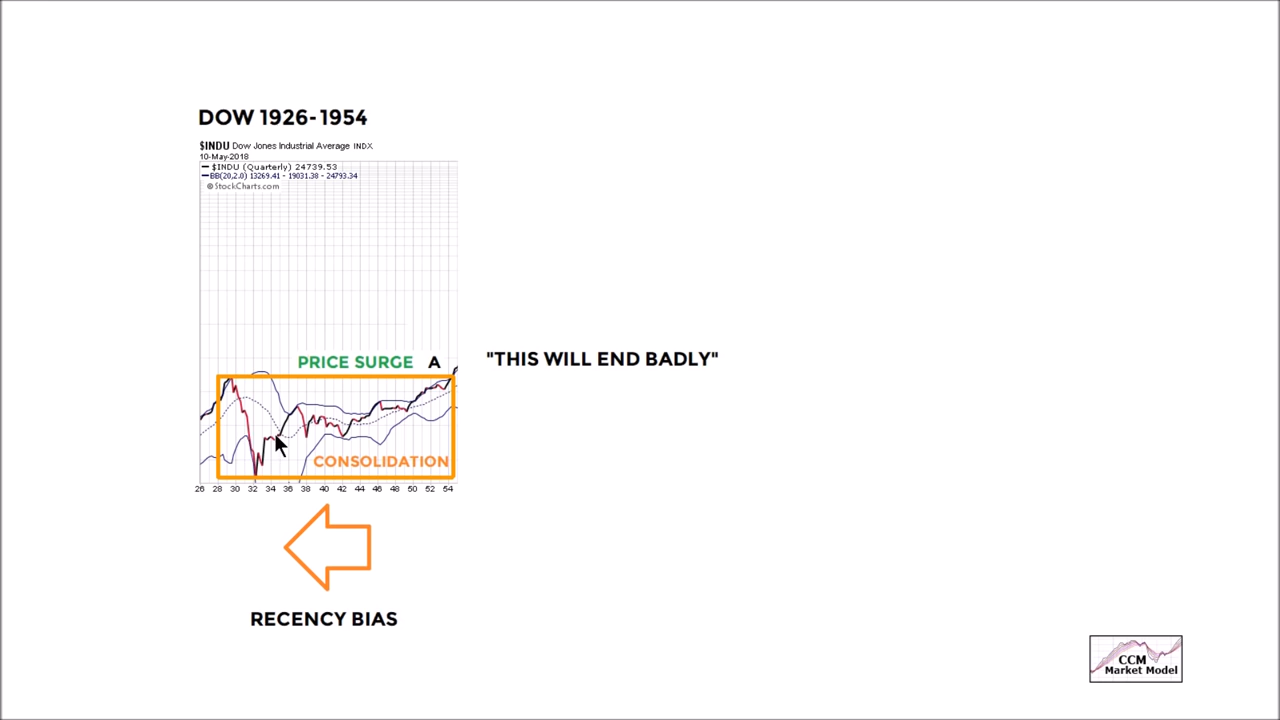 DOW 1926-1954
$INDU Dow Jones Industrial Average INDX
10-May-2018
$INDU (Quarterly) 24739.53
BB(20,2.0) 13269.41 - 19031.38 - 24793.34
©StockCharts.com
PRICE SURGE A
"THIS WILL END BADLY"
CONSOLIDATION
26 28 30 32 34 36 38 40 42 44 46 48 50 52 54
RECENCY BIAS
CCM
Market Model